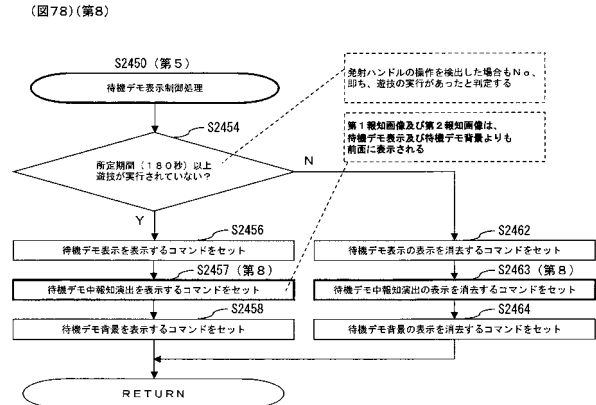 (図78)(第8)
S2450(第5)
待機デモ表示制御処理
発射ハンドルの操作を検出した場合もNo、
即ち、遊技の実行があったと判定する
S2454
第1報知画像及び第2報知画像は、
待機デモ表示及び待機デモ背景よりも
前面に表示される
所定期間(180秒)以上
遊技が実行されていない?
N
Y
S2456
待機デモ表示を表示するコマンドをセット
S2462
待機デモ表示の表示を消去するコマンドをセット
S2457(第8)
待機デモ中報知演出を表示するコマンドをセット
S2463(第8)
待機デモ中報知演出の表示を消去するコマンドをセット
S2458
待機デモ背景を表示するコマンドをセット
S2464
待機デモ背景の表示を消去するコマンドをセット
RETURN